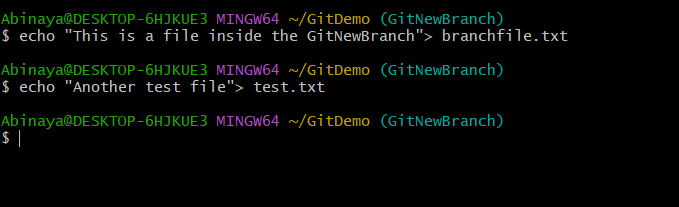 Abinaya@DESKTOP-6HJKUE3 MINGW64 ~/GitDemo (GitNewBranch)
$ echo "This is a file inside the GitNewBranch"> branchfile.txt
Abinaya@DESKTOP-6HJKUE3 MINGW64 ~/GitDemo (GitNewBranch)
$ echo "Another test file"> test.txt
Abinaya@DESKTOP-6HJKUE3 MINGW64 ~/GitDemo (GitNewBranch)
$